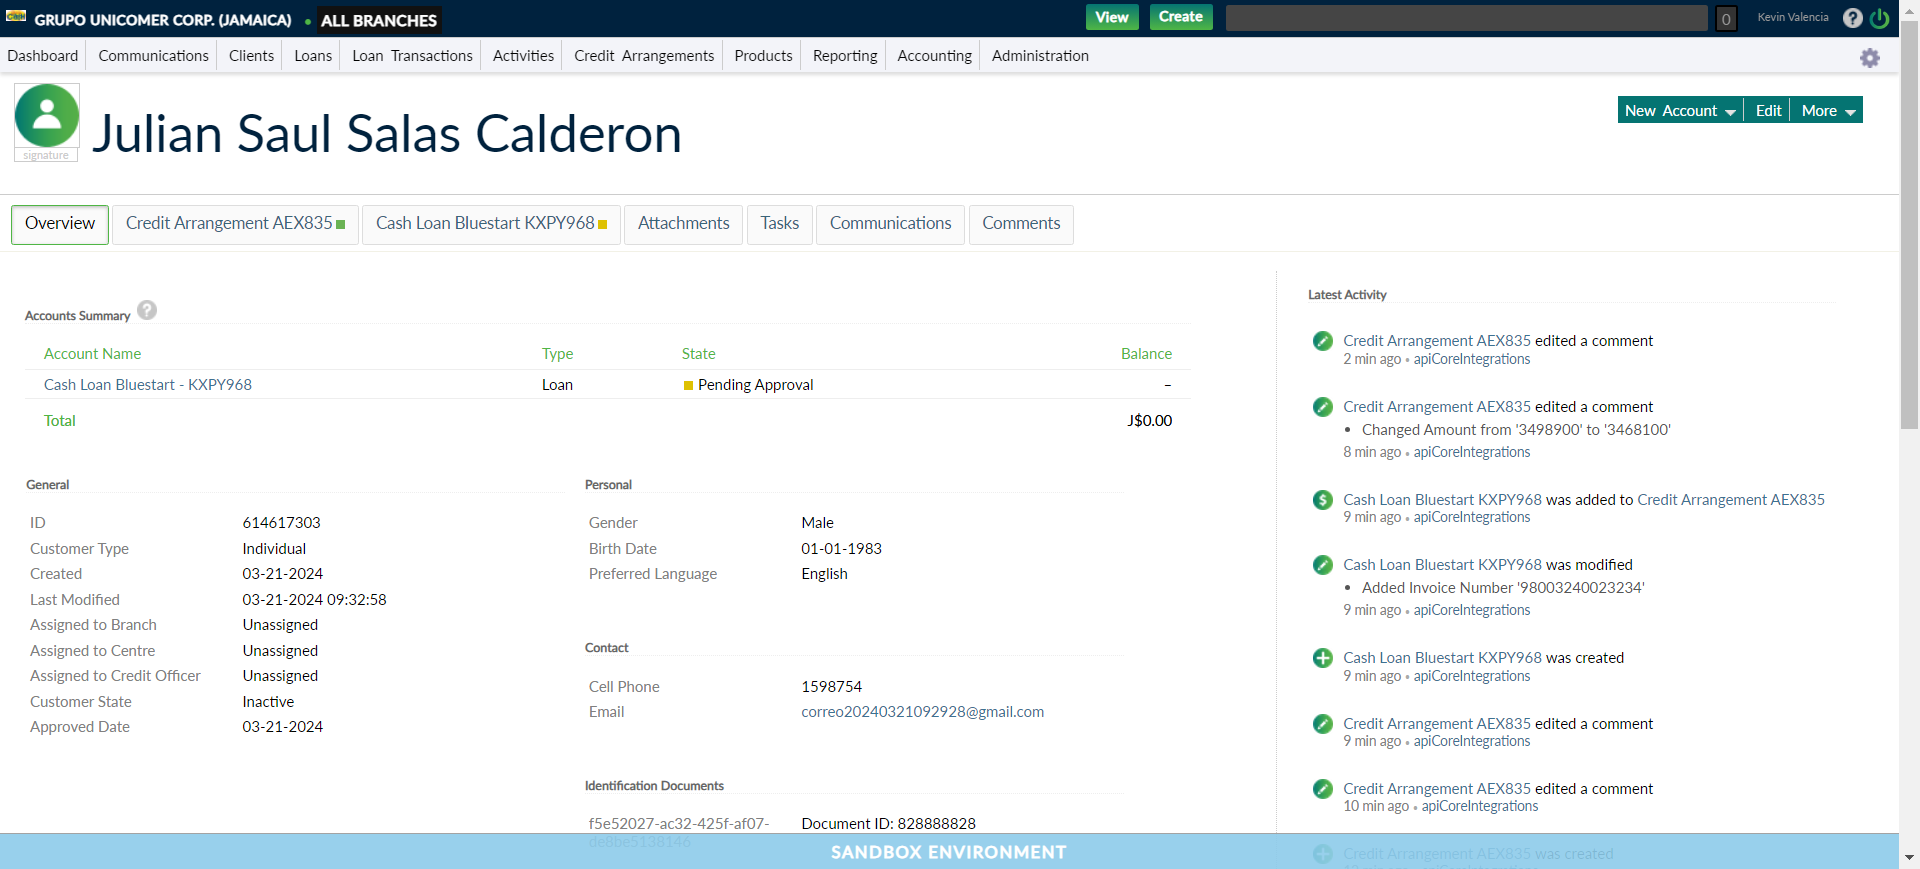 GRUPO UNICOMER CORP. (JAMAICA) • ALL BRANCHES View Create 0 Kevin Valencia ?
Dashboard Communications Clients Loans Loan Transactions Activities Credit Arrangements Products Reporting Accounting Administration
signature
Julian Saul Salas Calderon
New Account Edit More
Overview Credit Arrangement AEX835 Cash Loan Bluestart KXPY968 Attachments Tasks Communications Comments
Accounts Summary ?
Account Name Type State Balance
Cash Loan Bluestart - KXPY968 Loan Pending Approval –
Total J$0.00
General
ID 614617303
Customer Type Individual
Created 03-21-2024
Last Modified 03-21-2024 09:32:58
Assigned to Branch Unassigned
Assigned to Centre Unassigned
Assigned to Credit Officer Unassigned
Customer State Inactive
Approved Date 03-21-2024
Personal
Gender Male
Birth Date 01-01-1983
Preferred Language English
Contact
Cell Phone 1598754
Email correo20240321092928@gmail.com
Identification Documents
f5e52027-ac32-425f-af07- Document ID: 828888828
de8be5138146
Latest Activity
Credit Arrangement AEX835 edited a comment
2 min ago • apiCoreIntegrations
Credit Arrangement AEX835 edited a comment
• Changed Amount from '3498900' to '3468100'
8 min ago • apiCoreIntegrations
Cash Loan Bluestart KXPY968 was added to Credit Arrangement AEX835
9 min ago • apiCoreIntegrations
Cash Loan Bluestart KXPY968 was modified
• Added Invoice Number '98003240023234'
9 min ago • apiCoreIntegrations
Cash Loan Bluestart KXPY968 was created
9 min ago • apiCoreIntegrations
Credit Arrangement AEX835 edited a comment
9 min ago • apiCoreIntegrations
Credit Arrangement AEX835 edited a comment
10 min ago • apiCoreIntegrations
Credit Arrangement AEX835 was created
SANDBOX ENVIRONMENT